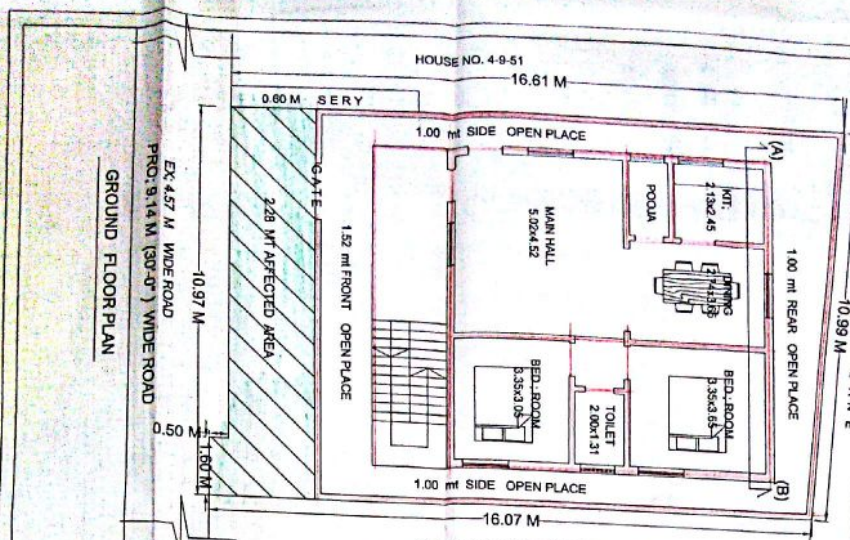 HOUSE NO. 4-9-51
16.61 M
0.60 M SERY
1.00 mt SIDE OPEN PLACE
(A)
KIT.
2.13x2.45
POOJA
MAIN HALL
5.02x4.52
DINING
GATE
2.28 MT AFFECTED AREA
1.52 mt FRONT OPEN PLACE
1.00 mt REAR OPEN PLACE
10.99 M
10.97 M
EX: 4.57 M WIDE ROAD
PRO: 9.14 M (30'-0") WIDE ROAD
GROUND FLOOR PLAN
BED: ROOM
3.35x3.05
TOILET
2.00x1.31
BED: ROOM
3.35x3.65
0.50 M
1.60 M
1.00 mt SIDE OPEN PLACE
(B)
16.07 M